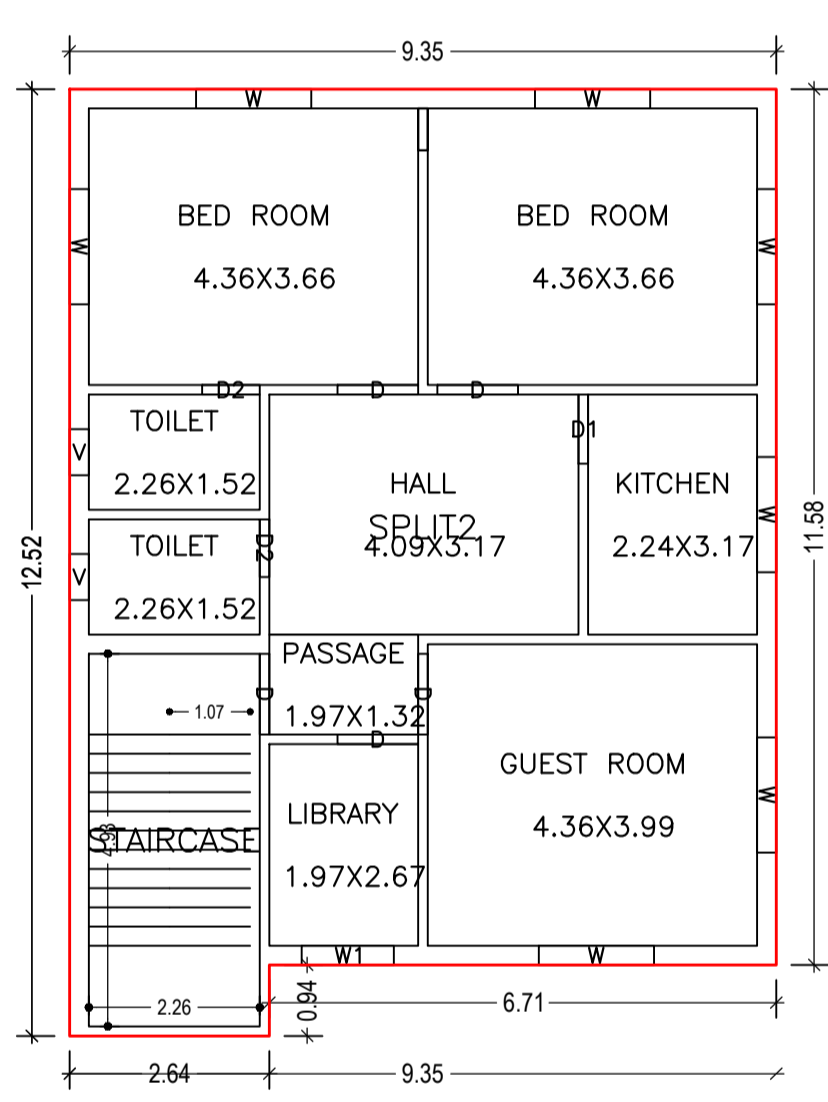 9.35
W W
BED ROOM BED ROOM
W W
4.36X3.66 4.36X3.66
D2 D D
TOILET
D1
V
2.26X1.52
HALL KITCHEN
W
SPLIT2
11.58
D2
TOILET
4.09X3.17 2.24X3.17
12.52
V
2.26X1.52
PASSAGE
D D
1.07
1.97X1.32
D
GUEST ROOM
W
LIBRARY
4.36X3.99
STAIRCASE
4.93
1.97X2.67
W1 W
2.26
0.94
6.71
2.64
9.35